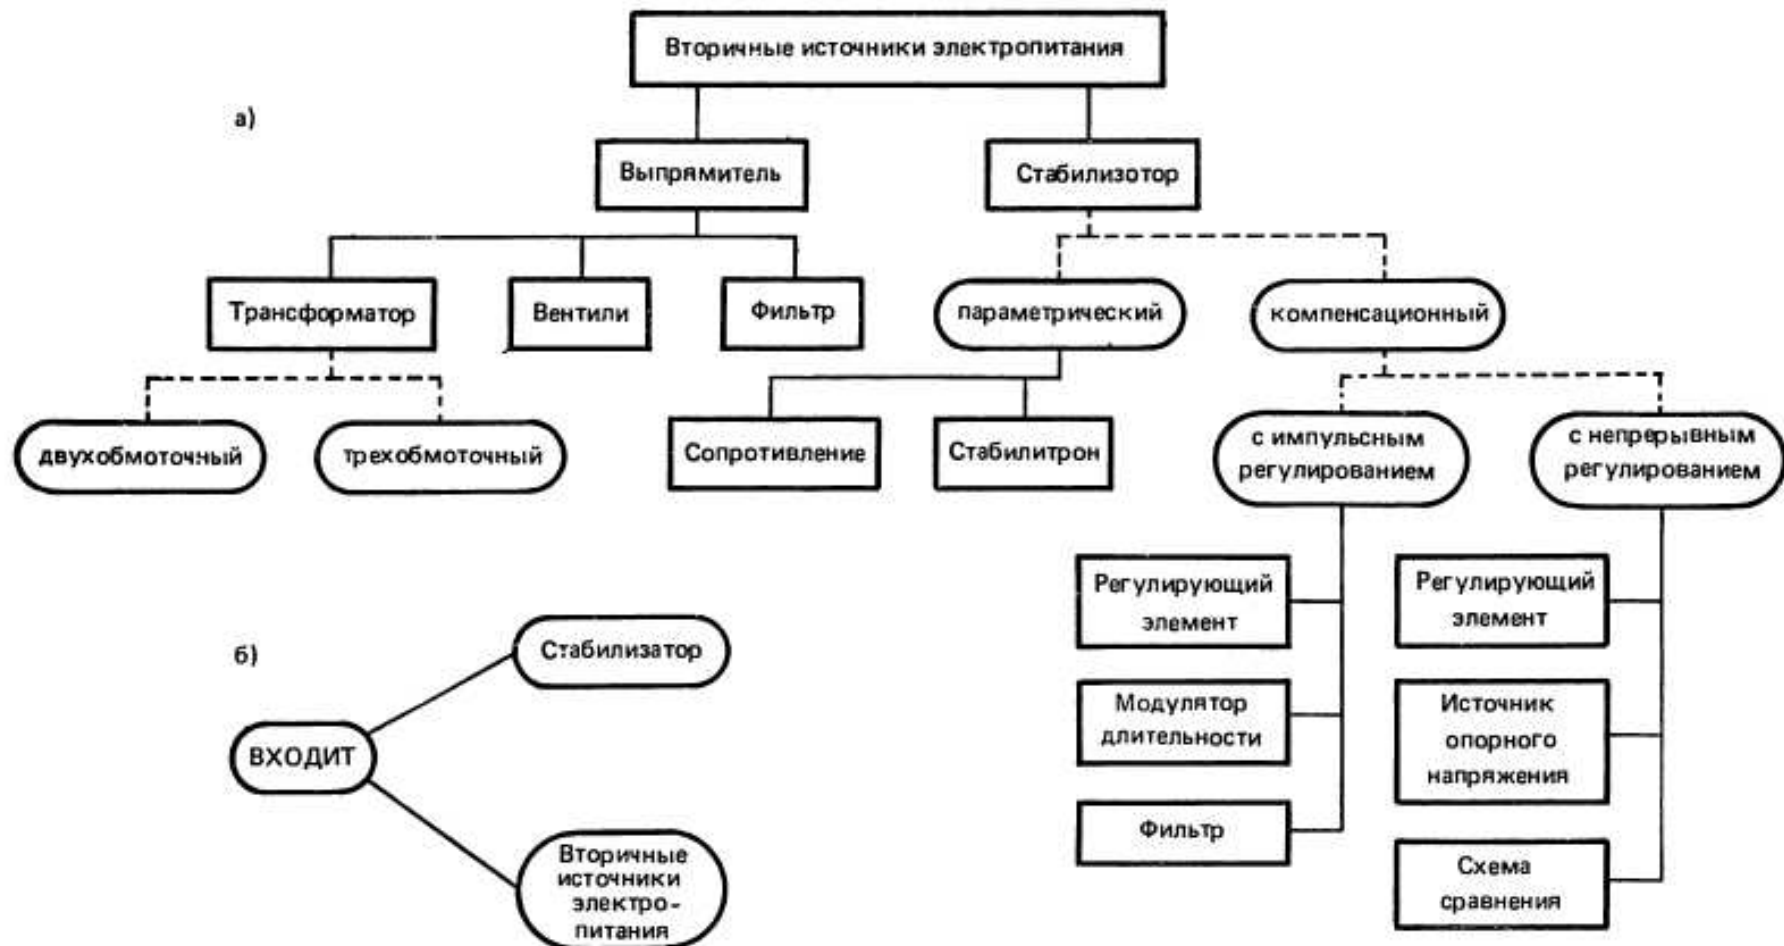 Вторичные источники электропитания
а)
Выпрямитель
Стабилизотор
Трансформатор
Вентили
Фильтр
параметрический
компенсационный
двухобмоточный
трехобмоточный
Сопротивление
Стабилитрон
с импульсным
регулированием
с непрерывным
регулированием
Регулирующий
элемент
Модулятор
длительности
Фильтр
Регулирующий
элемент
Источник
опорного
напряжения
Схема
сравнения
б)
Стабилизатор
ВХОДИТ
Вторичные
источники
электро-
питания